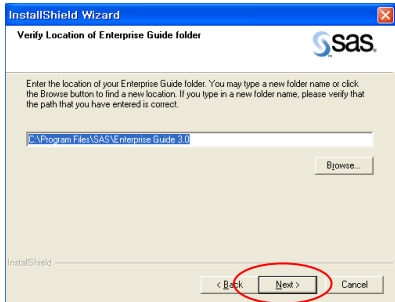 InstallShield Wizard
Verify Location of Enterprise Guide folder
sas.
Enter the location of your Enterprise Guide folder. You may type a new folder name or click
the Browse button to find a new location. If you type in a new folder name, please verify that
the path that you have entered is correct.
C:\Program Files\SAS\Enterprise Guide 3.0
Browse...
InstallShield
< Back Next > Cancel